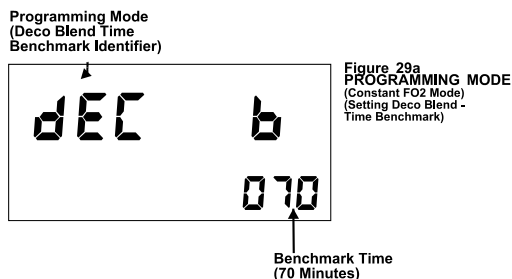 Programming Mode
(Deco Blend Time
Benchmark Identifier)
Figure 29a
PROGRAMMING MODE
(Constant FO2 Mode)
(Setting Deco Blend -
Time Benchmark)
dEC b
070
Benchmark Time
(70 Minutes)